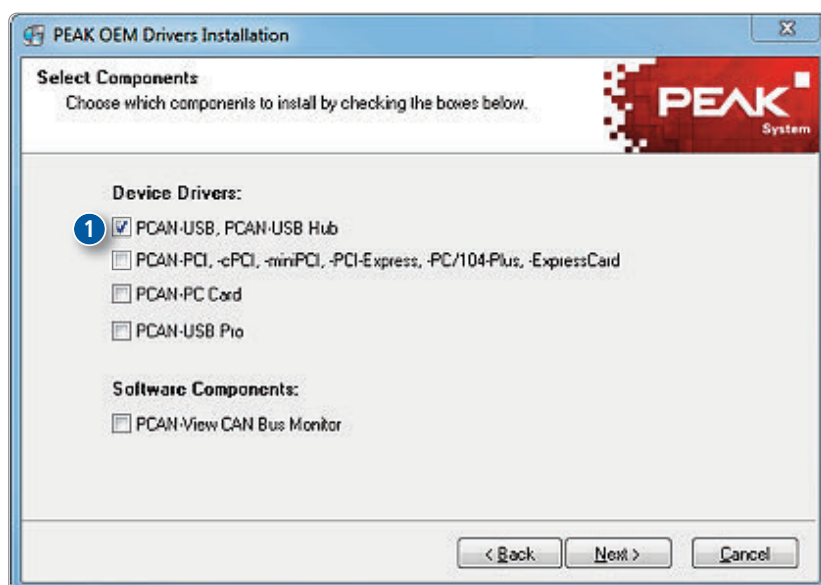 PEAK OEM Drivers Installation
Select Components
Choose which components to install by checking the boxes below.
PEAK
System
Device Drivers:
1 PCAN-USB, PCAN-USB Hub
PCAN-PCI, -cPCI, -miniPCI, -PCI-Express, -PC/104-Plus, -ExpressCard
PCAN-PC Card
PCAN-USB Pro
Software Components:
PCAN-View CAN Bus Monitor
< Back Next > Cancel